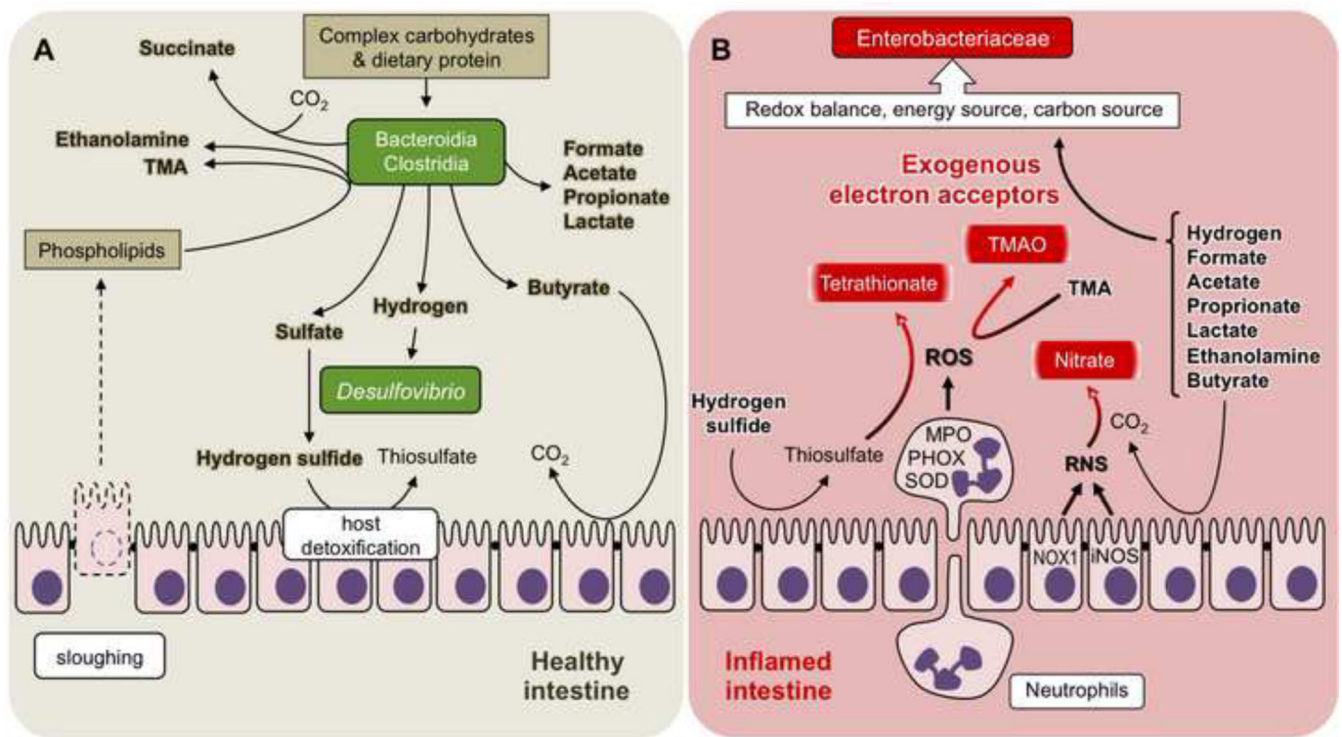 A
Succinate
Complex carbohydrates
& dietary protein
CO₂
Ethanolamine
TMA
Bacteroidia
Clostridia
Formate
Acetate
Propionate
Lactate
Phospholipids
Butyrate
Hydrogen
Sulfate
Desulfovibrio
Hydrogen sulfide
Thiosulfate
CO₂
host
detoxification
sloughing
Healthy
intestine
B
Enterobacteriaceae
Redox balance, energy source, carbon source
Exogenous
electron acceptors
TMAO
Tetrathionate
TMA
Hydrogen
Formate
Acetate
Proprionate
Lactate
Ethanolamine
Butyrate
ROS
Nitrate
Hydrogen
sulfide
Thiosulfate
MPO
PHOX
SOD
CO₂
RNS
NOX1
iNOS
Inflamed
intestine
Neutrophils